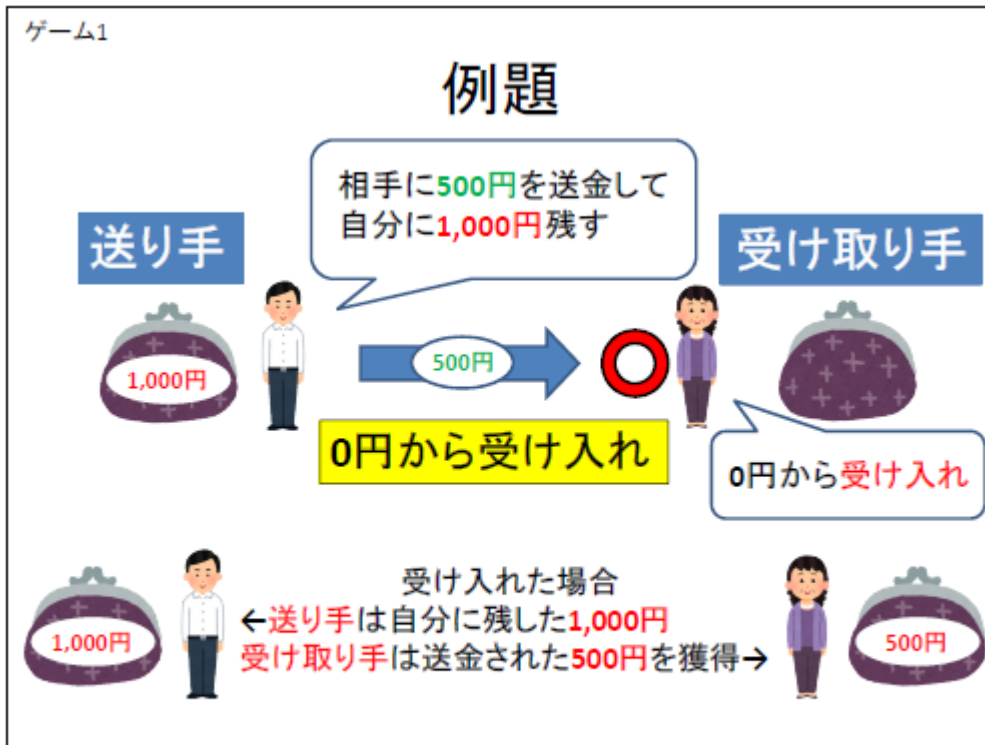 ゲーム1
例題
相手に500円を送金して
自分に1,000円残す
送り手
受け取り手
1,000円
500円
0円から受け入れ
0円から受け入れ
受け入れた場合
←送り手は自分に残した1,000円
受け取り手は送金された500円を獲得→
1,000円
500円